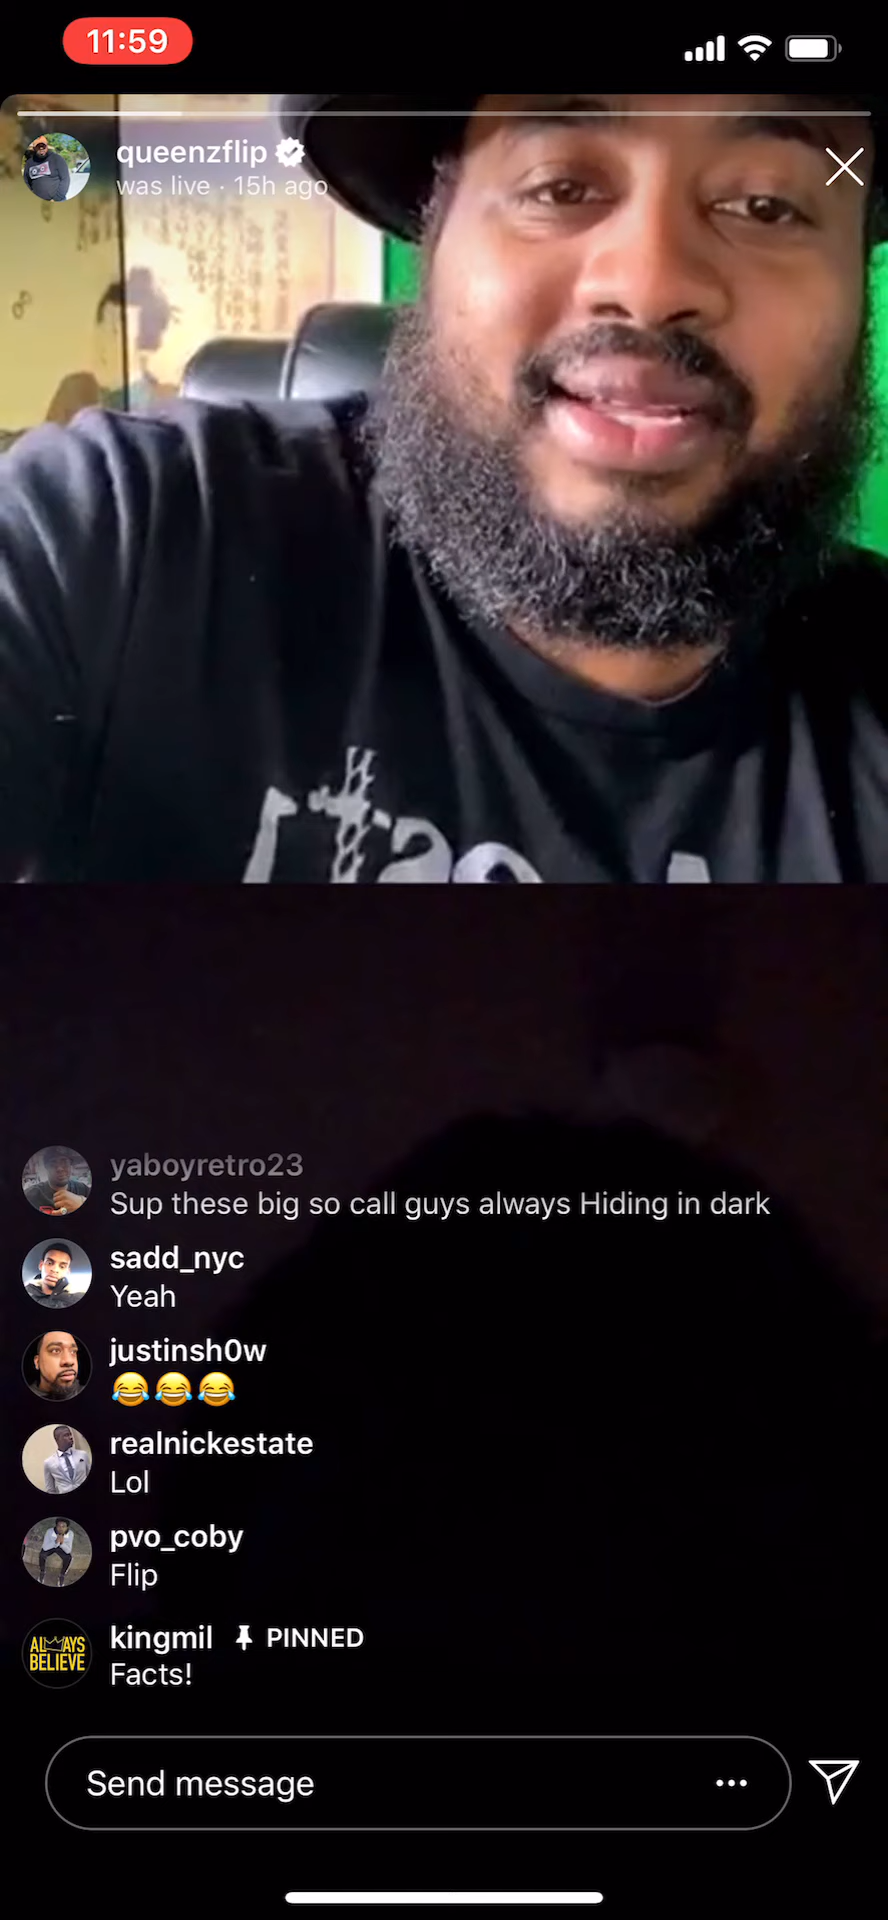 11:59
queenzflip
was live · 15h ago
yaboyretro23
Sup these big so call guys always Hiding in dark
sadd_nyc
Yeah
justinsh0w
😂😂😂
realnickestate
Lol
pvo_coby
Flip
ALWAYS
BELIEVE
kingmil PINNED
Facts!
Send message